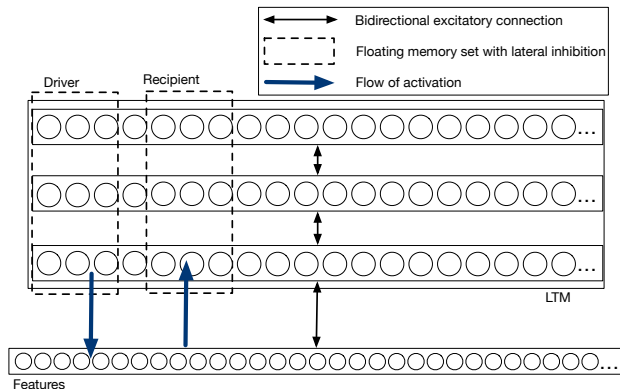 Bidirectional excitatory connection
Floating memory set with lateral inhibition
Flow of activation
Driver
Recipient
...
...
...
LTM
...
Features